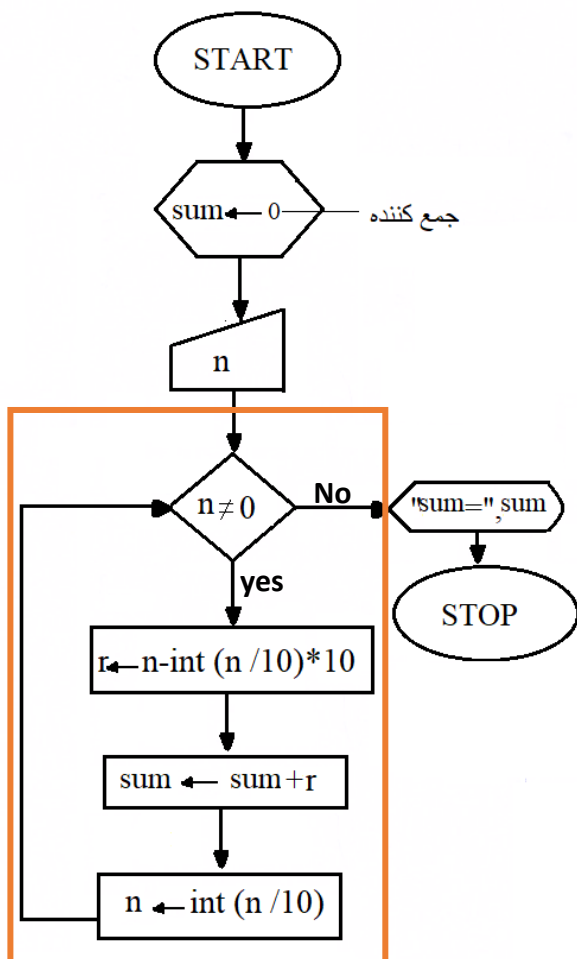 START
sum ← 0
جمع کننده
n
n ≠ 0
No
"sum=",sum
yes
STOP
r ← n-int (n /10)*10
sum ← sum+r
n ← int (n /10)